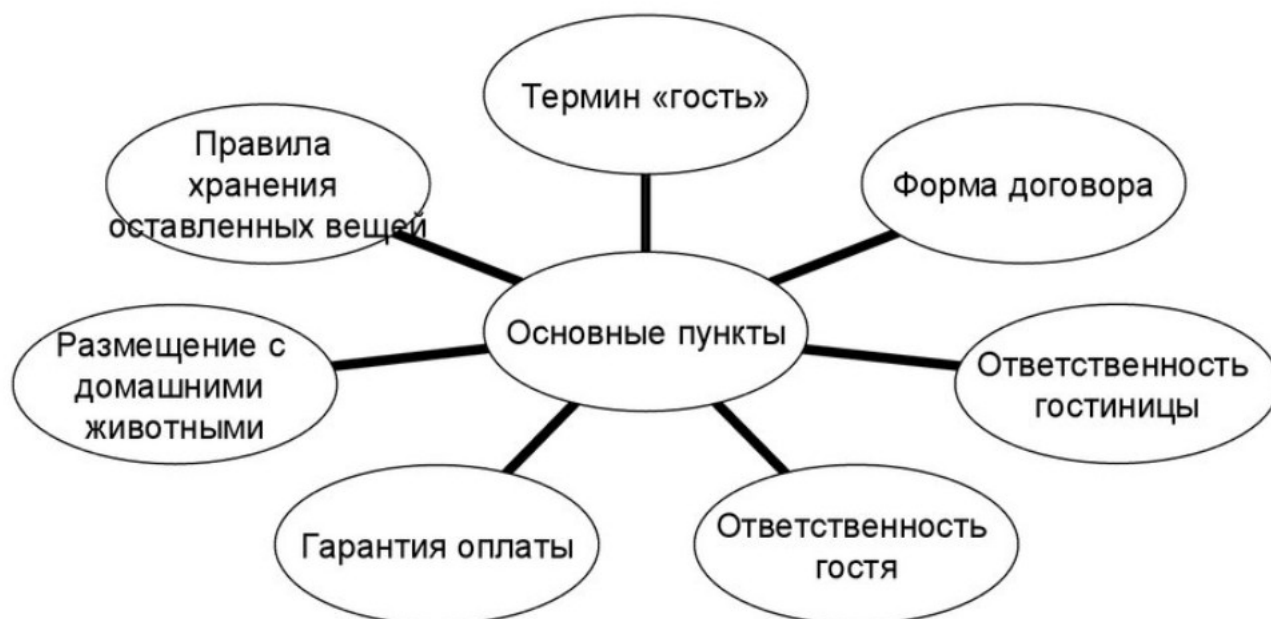 Термин «гость»
Правила
хранения
оставленных вещей
Форма договора
Основные пункты
Размещение с
домашними
животными
Ответственность
гостиницы
Гарантия оплаты
Ответственность
гостя